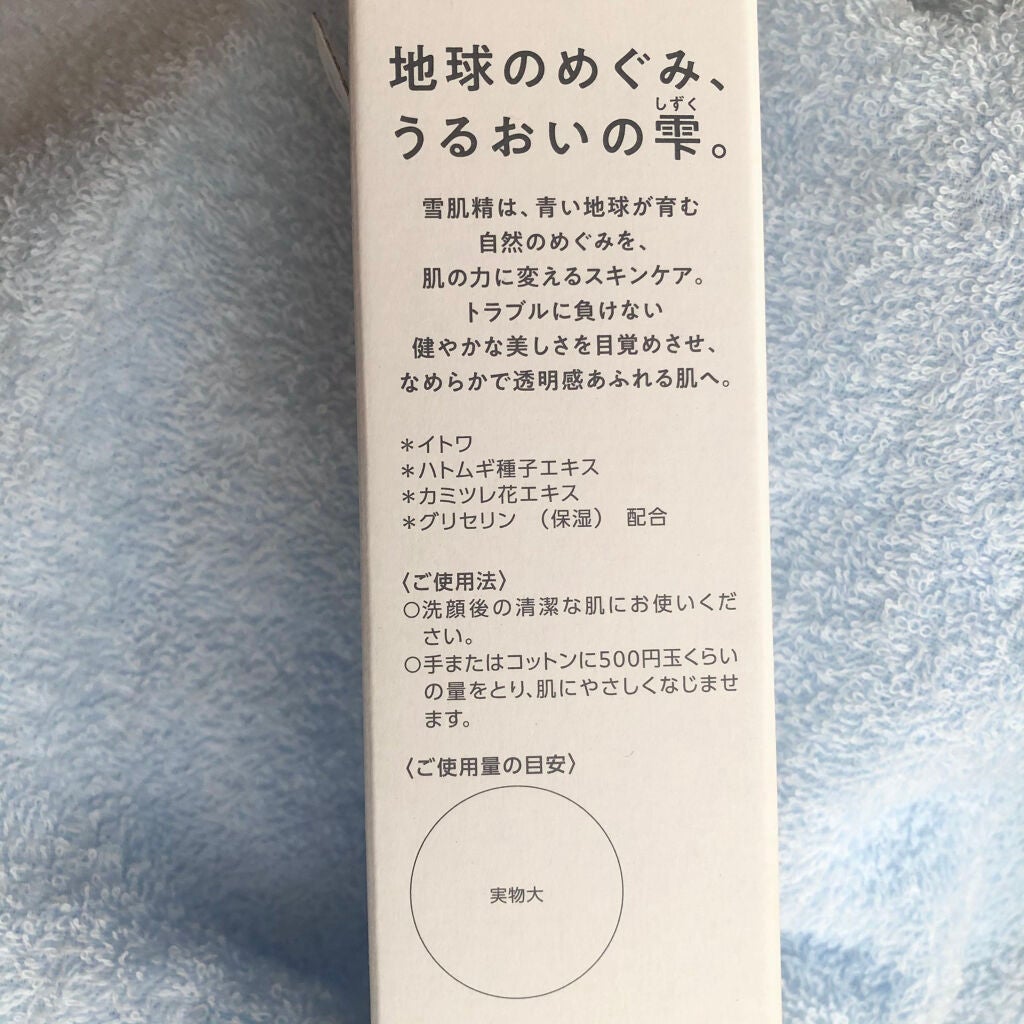 地球のめぐみ、
しずく
うるおいの雫。
雪肌精は、青い地球が育む
自然のめぐみを、
肌の力に変えるスキンケア。
トラブルに負けない
健やかな美しさを目覚めさせ、
なめらかで透明感あふれる肌へ。
＊イトワ
＊ハトムギ種子エキス
＊カミツレ花エキス
＊グリセリン （保湿） 配合
〈ご使用法〉
○洗顔後の清潔な肌にお使いくだ
さい。
○手またはコットンに500円玉くらい
の量をとり、肌にやさしくなじませ
ます。
〈ご使用量の目安〉
実物大